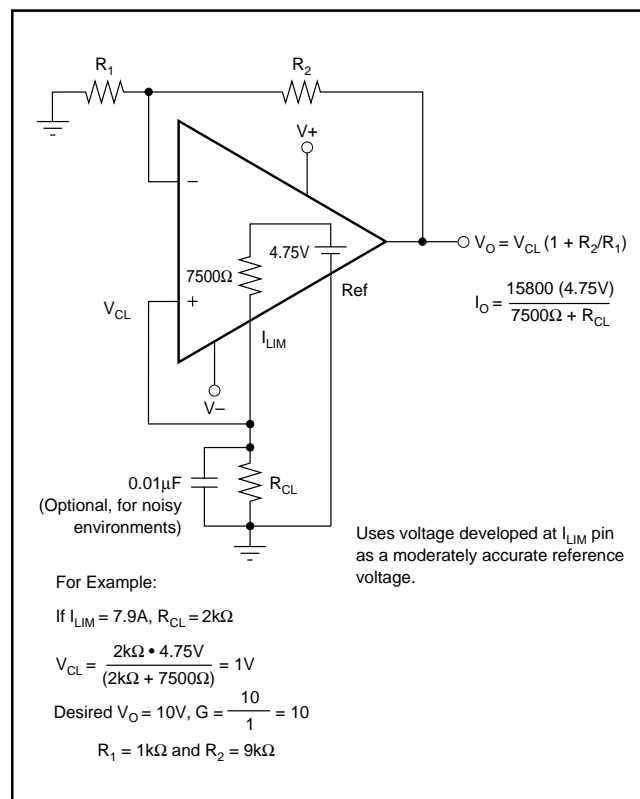 R1
R2
V+
−
4.75V
VO = VCL (1 + R2/R1)
7500Ω
Ref
IO = 15800 (4.75V) / 7500Ω + RCL
VCL
+
ILIM
V–
0.01µF
(Optional, for noisy
environments)
RCL
Uses voltage developed at ILIM pin
as a moderately accurate reference
voltage.
For Example:
If ILIM = 7.9A, RCL = 2kΩ
VCL = 2kΩ • 4.75V / (2kΩ + 7500Ω) = 1V
Desired VO = 10V, G = 10 / 1 = 10
R1 = 1kΩ and R2 = 9kΩ